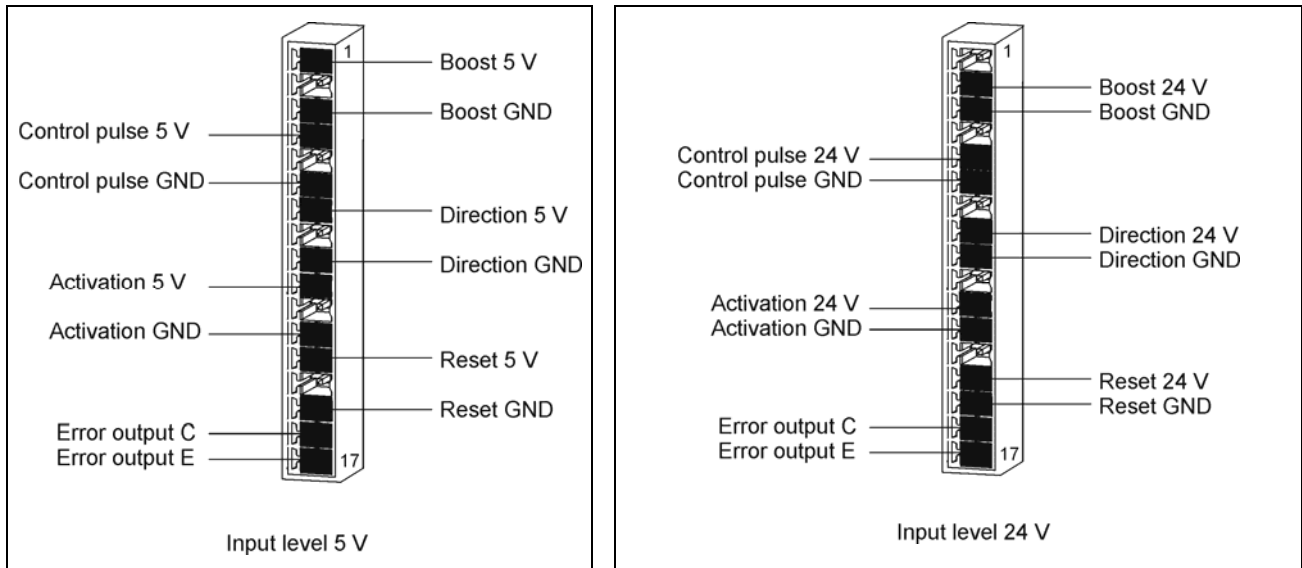 1
Boost 5 V
Boost GND
Control pulse 5 V
Control pulse GND
Direction 5 V
Direction GND
Activation 5 V
Activation GND
Reset 5 V
Reset GND
Error output C
Error output E
17
Input level 5 V
1
Boost 24 V
Boost GND
Control pulse 24 V
Control pulse GND
Direction 24 V
Direction GND
Activation 24 V
Activation GND
Reset 24 V
Reset GND
Error output C
Error output E
17
Input level 24 V